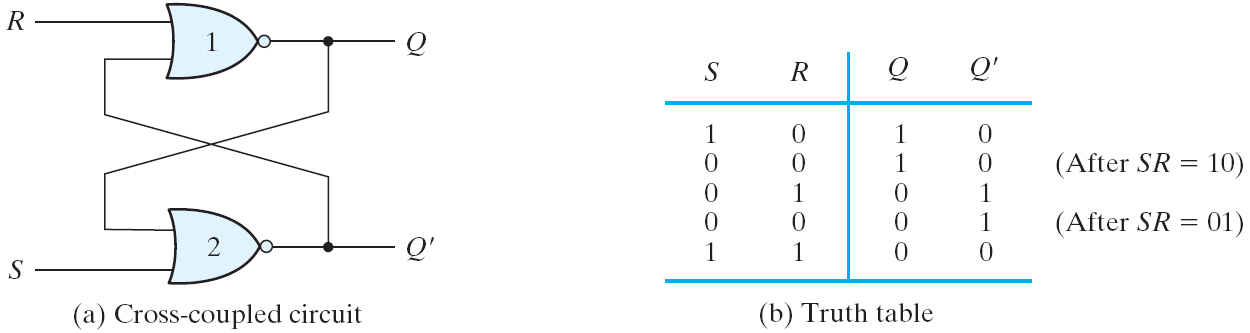 R
1
Q
2
Q′
S
(a) Cross-coupled circuit
S R Q Q′
1 0 1 0
0 0 1 0 (After SR = 10)
0 1 0 1
0 0 0 1 (After SR = 01)
1 1 0 0
(b) Truth table